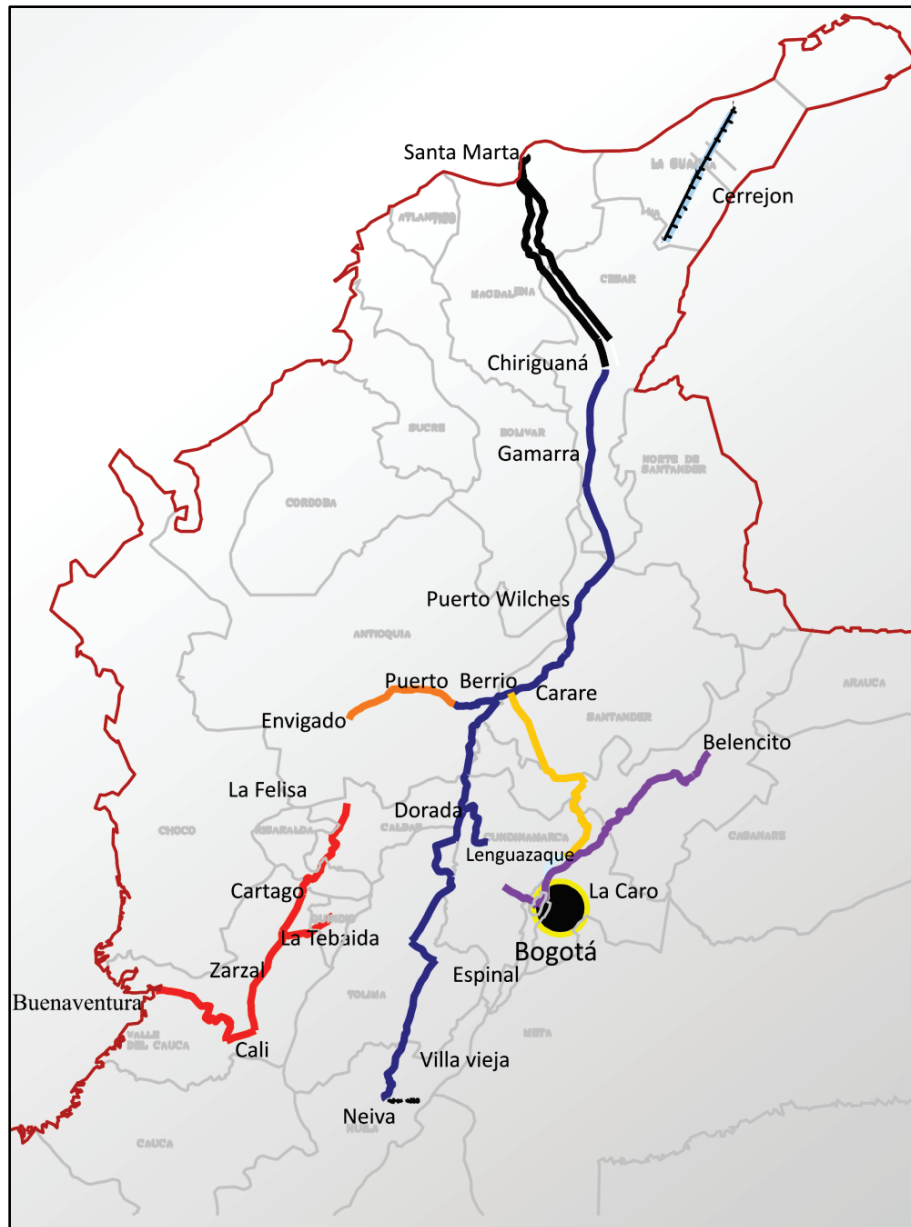 Santa Marta
LA GUAJIRA
Cerrejon
ATLANTICO
MAGDALENA
CESAR
Chiriguaná
SUCRE
BOLIVAR
Gamarra
NORTE DE
SANTANDER
CORDOBA
Puerto Wilches
ANTIOQUIA
Puerto Berrio
Carare
ARAUCA
Envigado
SANTANDER
Belencito
La Felisa
Dorada
CHOCO
RISARALDA
CALDAS
CUNDINAMARCA
CASANARE
Lenguazaque
Cartago
La Caro
QUINDIO
La Tebaida
Bogotá
Zarzal
Espinal
Buenaventura
TOLIMA
META
VALLE
DEL CAUCA
Cali
Villa vieja
Neiva
HUILA
CAUCA